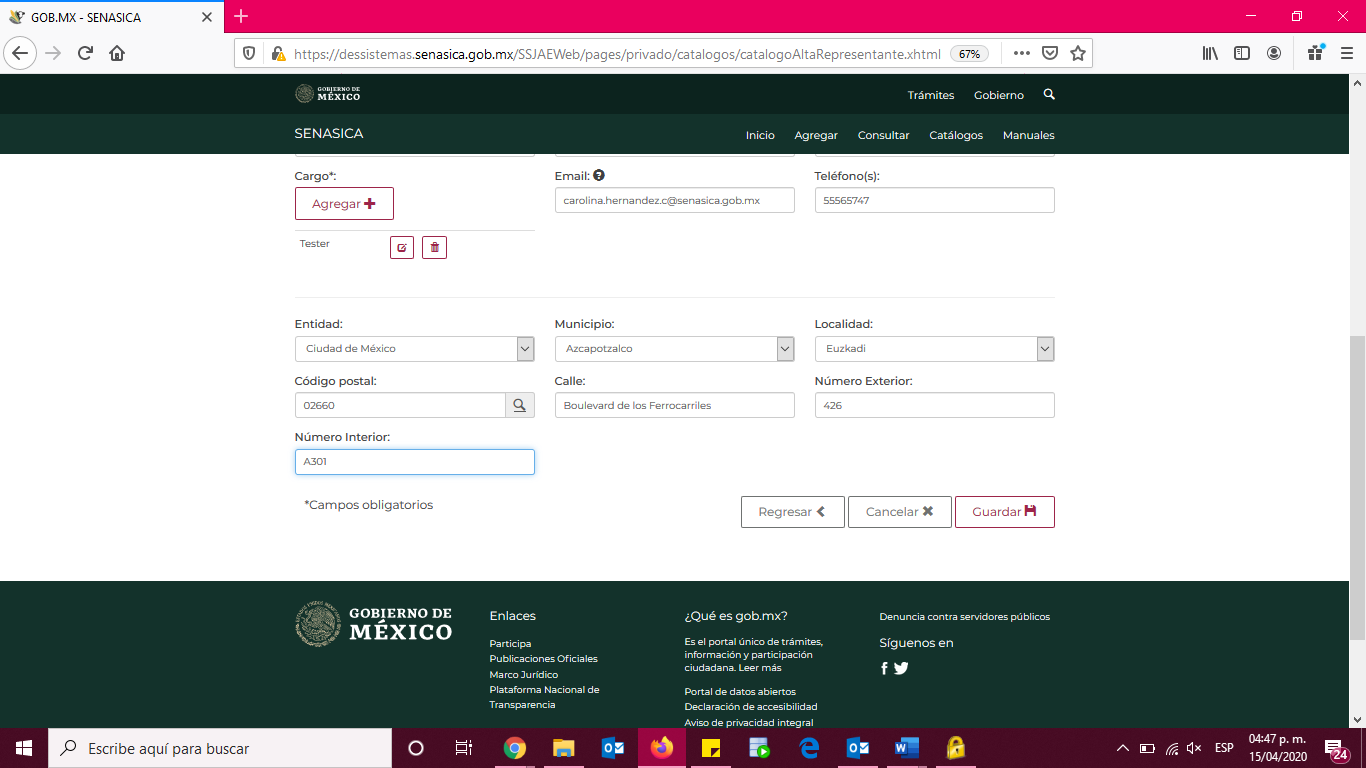 GOB.MX - SENASICA
https://dessistemas.senasica.gob.mx/SSJAEWeb/pages/privado/catalogos/catalogoAltaRepresentante.xhtml
67%
GOBIERNO DE
MÉXICO
Trámites
Gobierno
SENASICA
Inicio
Agregar
Consultar
Catálogos
Manuales
Cargo*:
Email:
Teléfono(s):
Agregar
carolina.hernandez.c@senasica.gob.mx
55565747
Tester
Entidad:
Municipio:
Localidad:
Ciudad de México
Azcapotzalco
Euzkadi
Código postal:
Calle:
Número Exterior:
02660
Boulevard de los Ferrocarriles
426
Número Interior:
A301
*Campos obligatorios
Regresar
Cancelar
Guardar
GOBIERNO DE
MÉXICO
Enlaces
Participa
Publicaciones Oficiales
Marco Jurídico
Plataforma Nacional de
Transparencia
¿Qué es gob.mx?
Es el portal único de trámites,
información y participación
ciudadana. Leer más
Portal de datos abiertos
Declaración de accesibilidad
Aviso de privacidad integral
Denuncia contra servidores públicos
Síguenos en
Escribe aquí para buscar
ESP
04:47 p. m.
15/04/2020
24